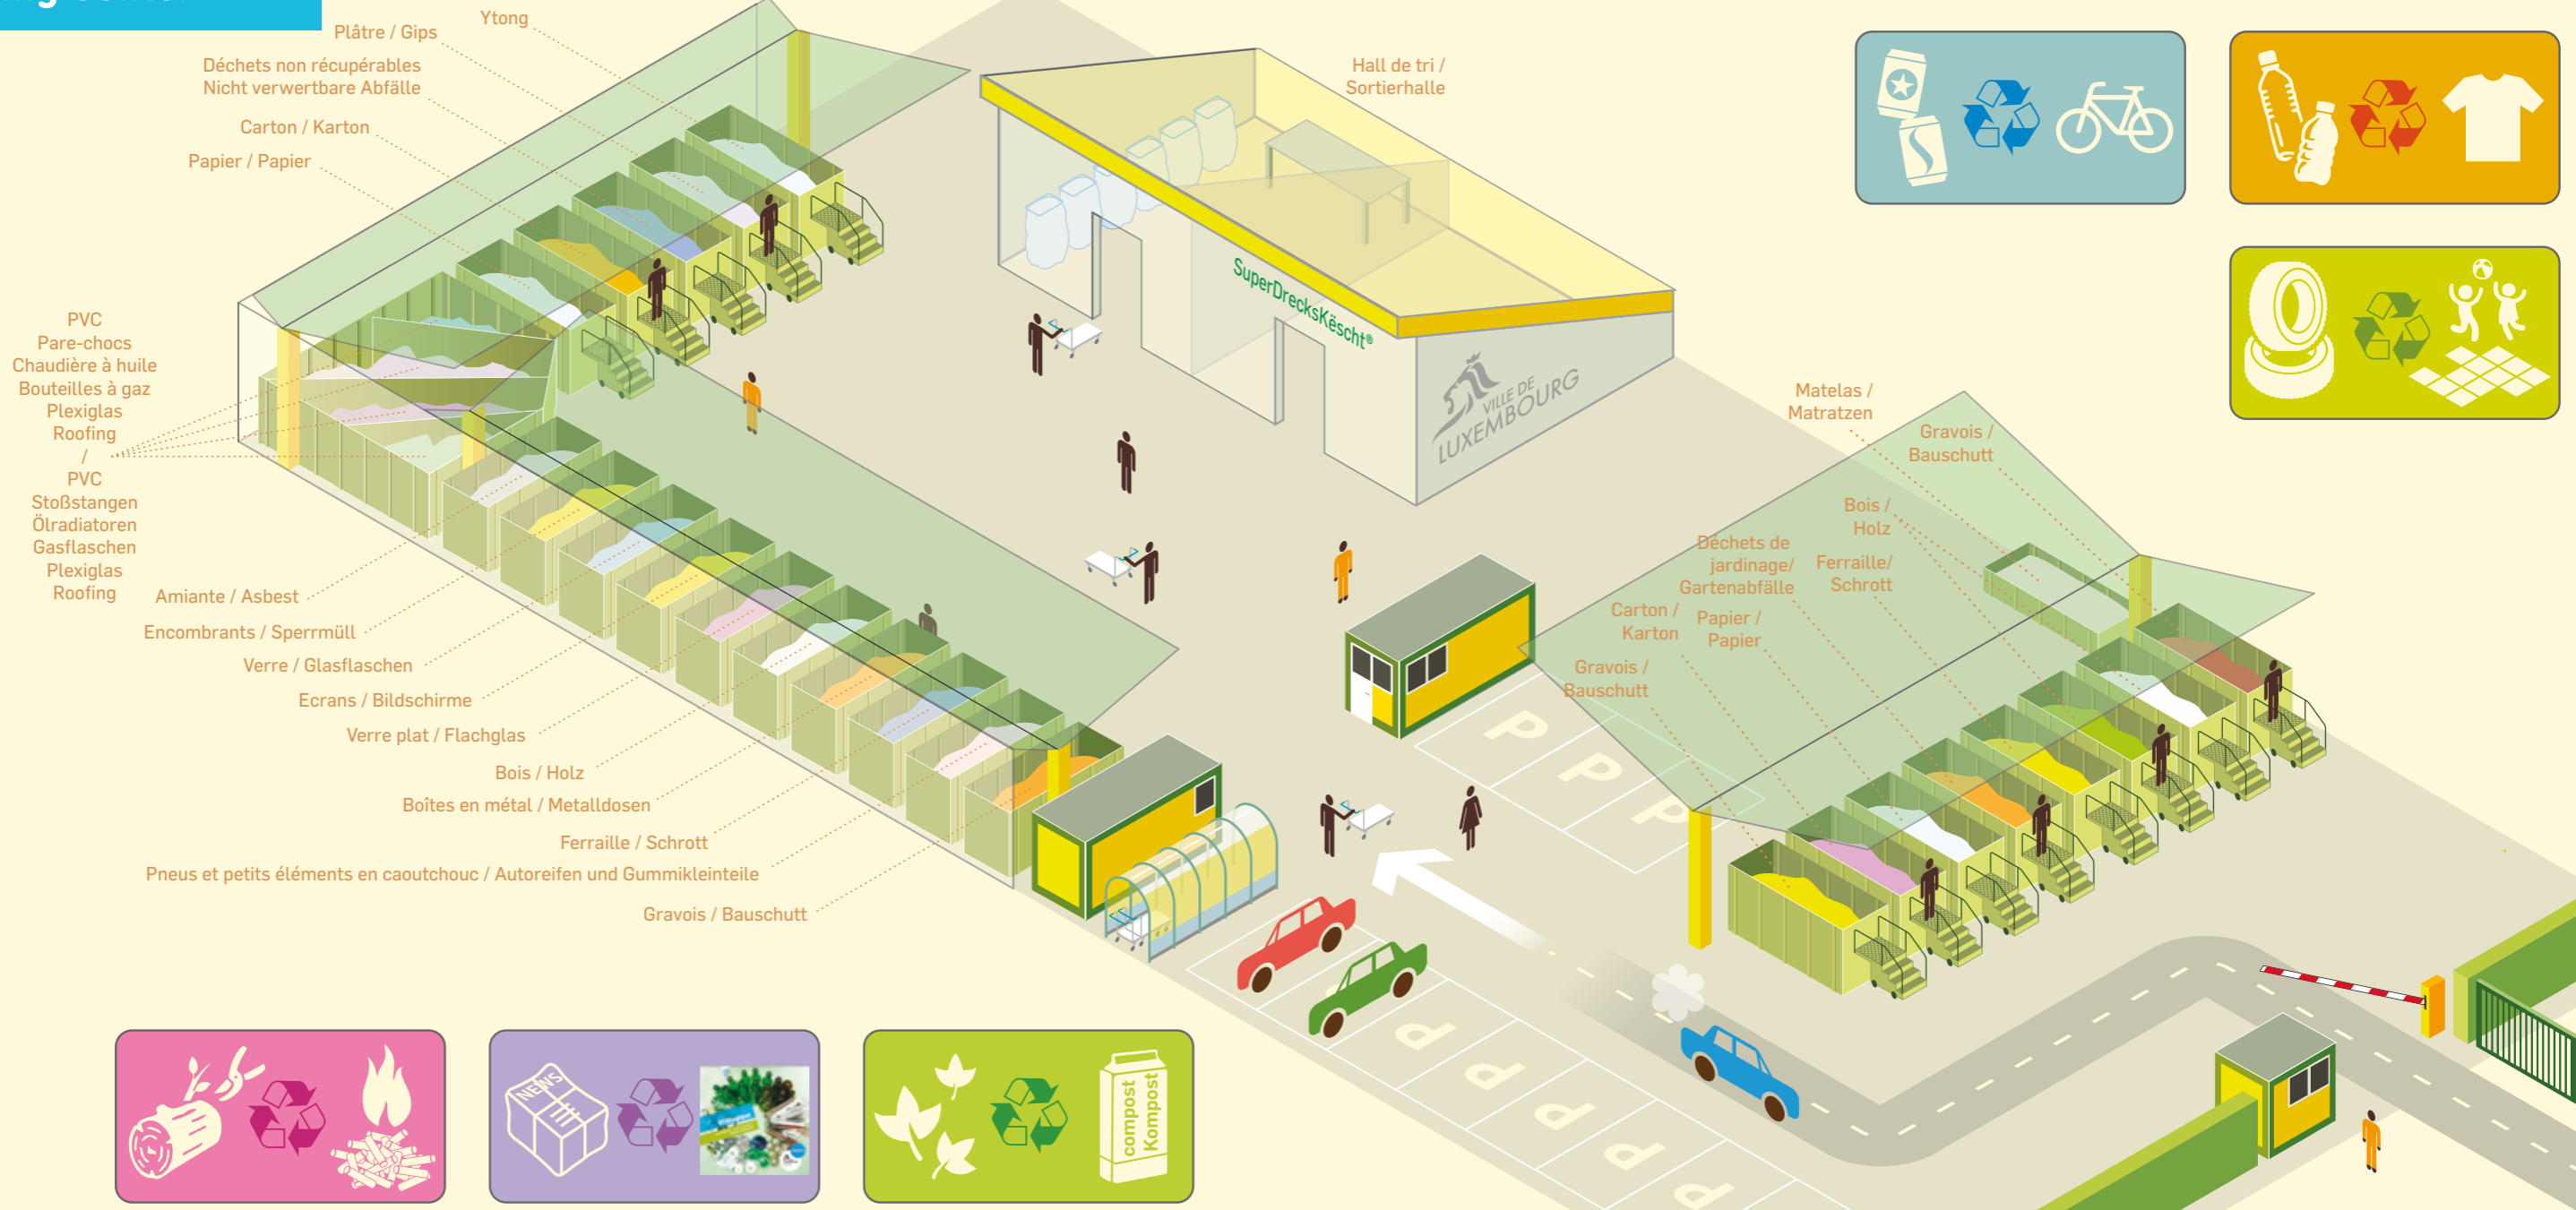 Ytong
Plâtre / Gips
Déchets non récupérables
Nicht verwertbare Abfälle
Carton / Karton
Papier / Papier
Hall de tri /
Sortierhalle
SuperDrecksKëscht®
VILLE DE
LUXEMBOURG
PVC
Pare-chocs
Chaudière à huile
Bouteilles à gaz
Plexiglas
Roofing
/
PVC
Stoßstangen
Ölradiatoren
Gasflaschen
Plexiglas
Roofing
Amiante / Asbest
Encombrants / Sperrmüll
Verre / Glasflaschen
Ecrans / Bildschirme
Verre plat / Flachglas
Bois / Holz
Boîtes en métal / Metalldosen
Ferraille / Schrott
Pneus et petits éléments en caoutchouc / Autoreifen und Gummikleinteile
Gravois / Bauschutt
Matelas /
Matratzen
Gravois /
Bauschutt
Bois /
Holz
Déchets de
jardinage/
Gartenabfälle
Ferraille/
Schrott
Carton /
Karton
Papier /
Papier
Gravois /
Bauschutt
P
P
P
P
P
P
P
P
P
NEWS
compost
Kompost